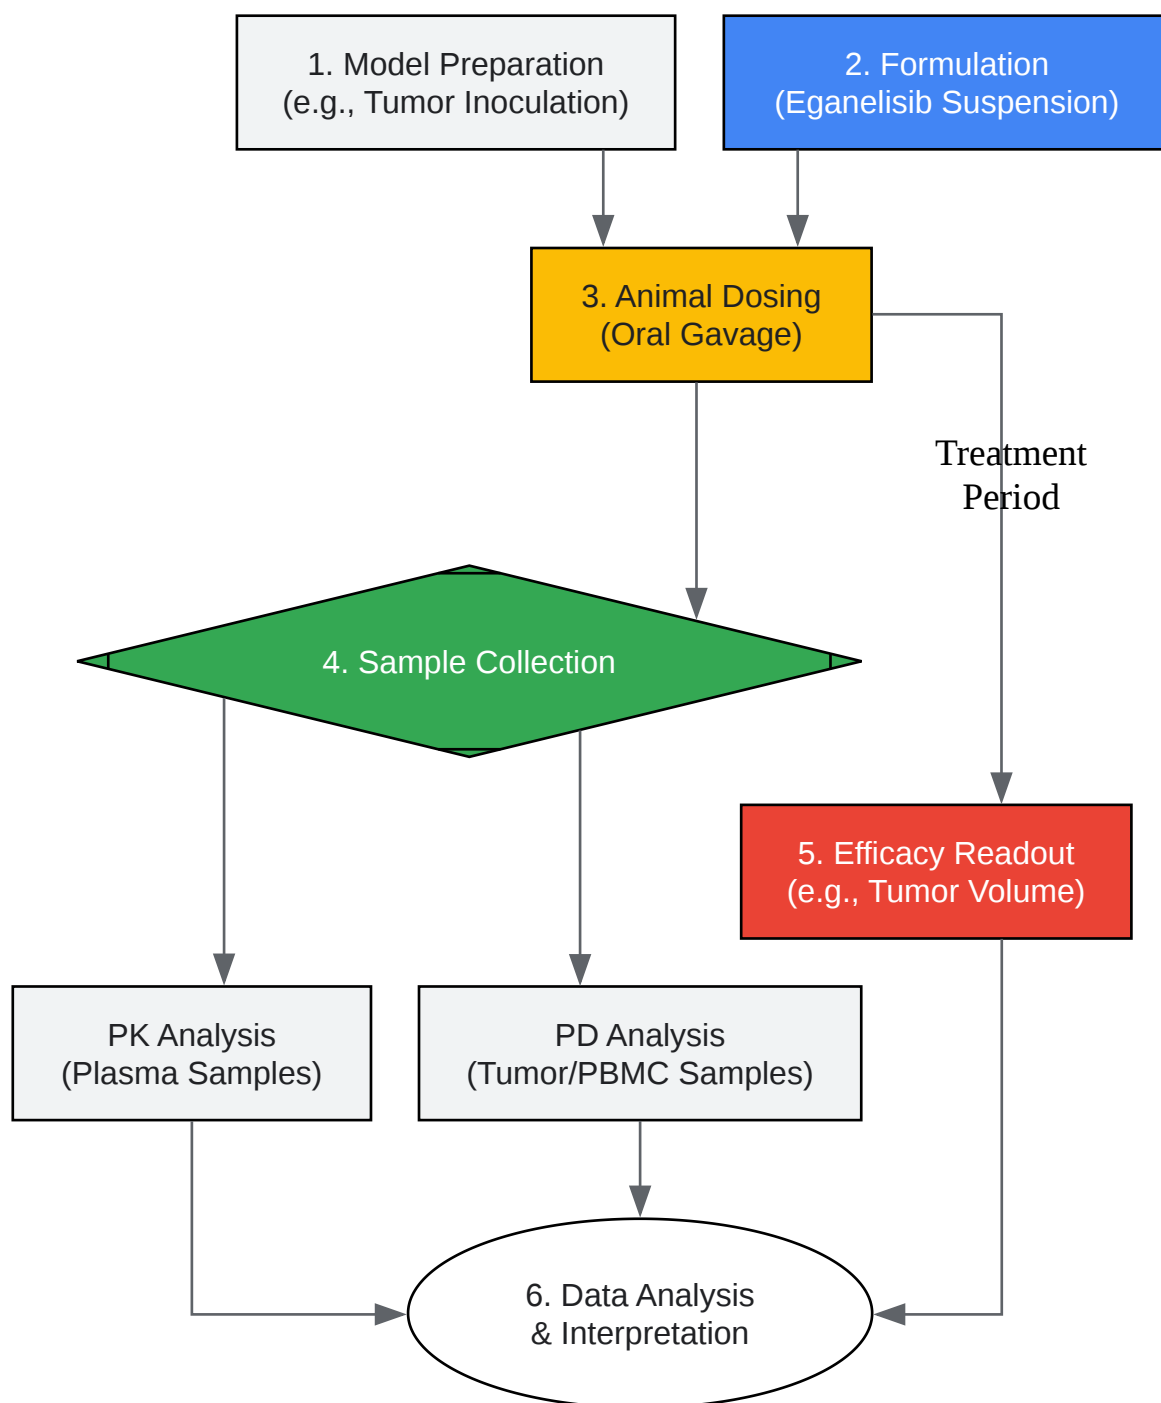 1. Model Preparation
(e.g., Tumor Inoculation)
2. Formulation
(Eganelisib Suspension)
3. Animal Dosing
(Oral Gavage)
Treatment
Period
4. Sample Collection
5. Efficacy Readout
(e.g., Tumor Volume)
PK Analysis
(Plasma Samples)
PD Analysis
(Tumor/PBMC Samples)
6. Data Analysis
& Interpretation